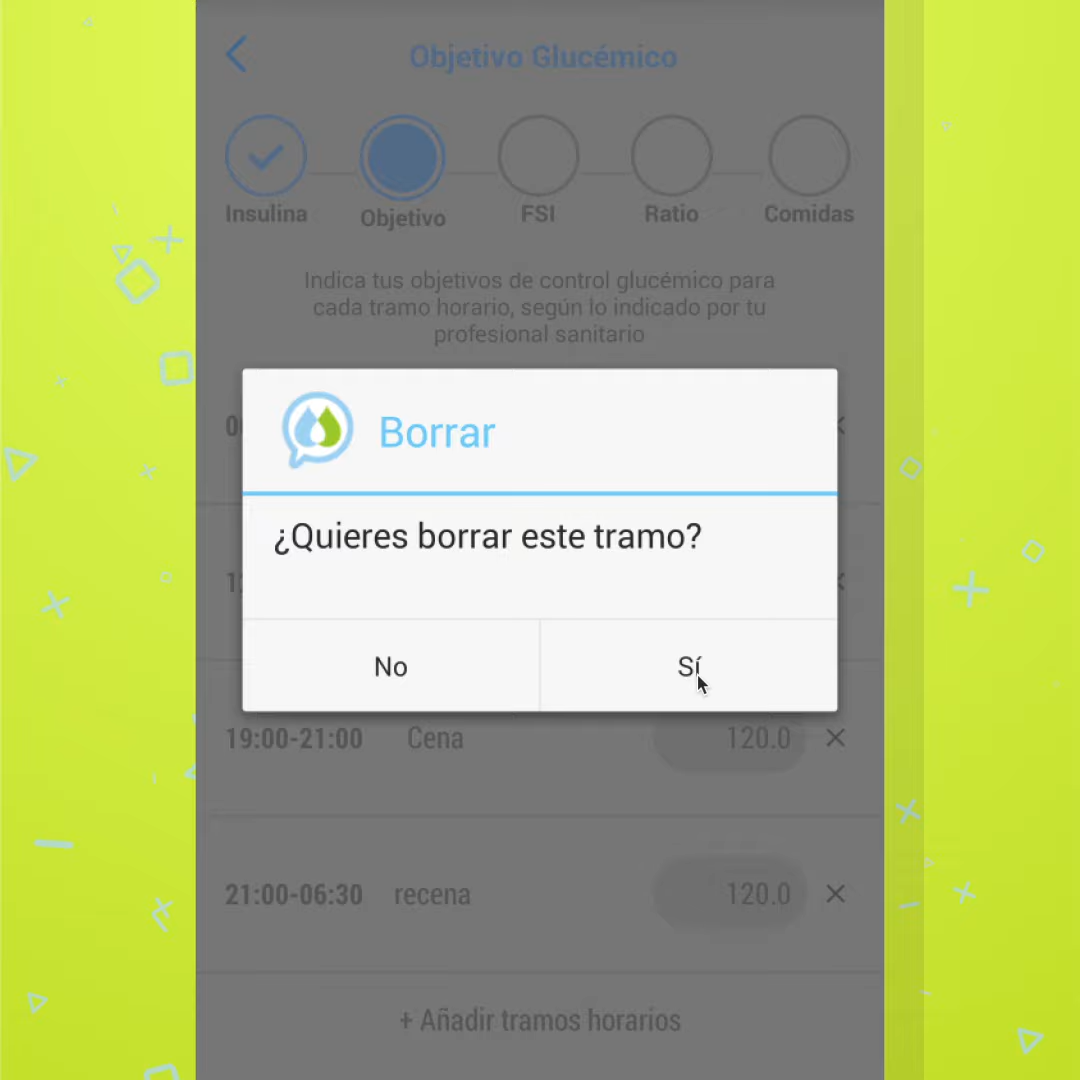 Objetivo Glucémico
Insulina
Objetivo
FSI
Ratio
Comidas
Indica tus objetivos de control glucémico para
cada tramo horario, según lo indicado por tu
profesional sanitario
Borrar
¿Quieres borrar este tramo?
No
Sí
19:00-21:00 Cena 120.0
21:00-06:30 recena 120.0
+ Añadir tramos horarios